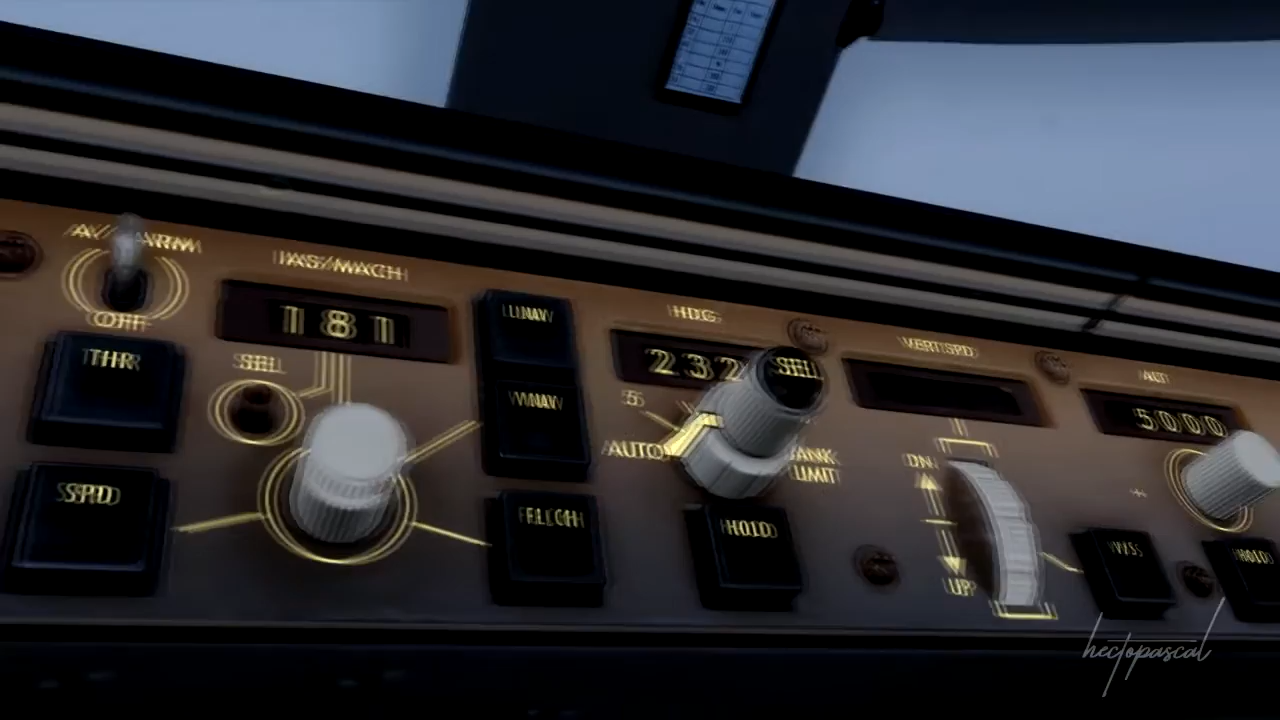 IAS/MACH
OFF
181
THR
SEL
SPD
LNAV
VNAV
FLCH
HDG
232
SEL
AUTO
BANK
LIMIT
HOLD
VERT SPD
DN
UP
V/S
ALT
5000
HOLD
hectopascal